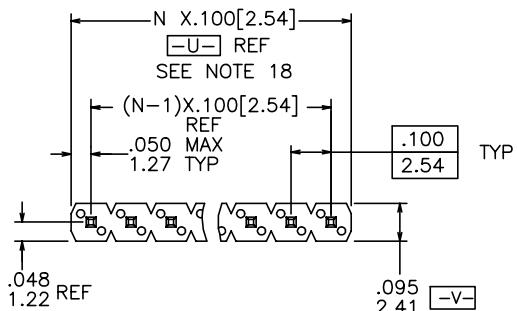 N X.100[2.54]
-U- REF
SEE NOTE 18
(N-1)X.100[2.54]
REF
.050 MAX
1.27 TYP
.100
2.54
TYP
.048
1.22 REF
.095
2.41 -V-